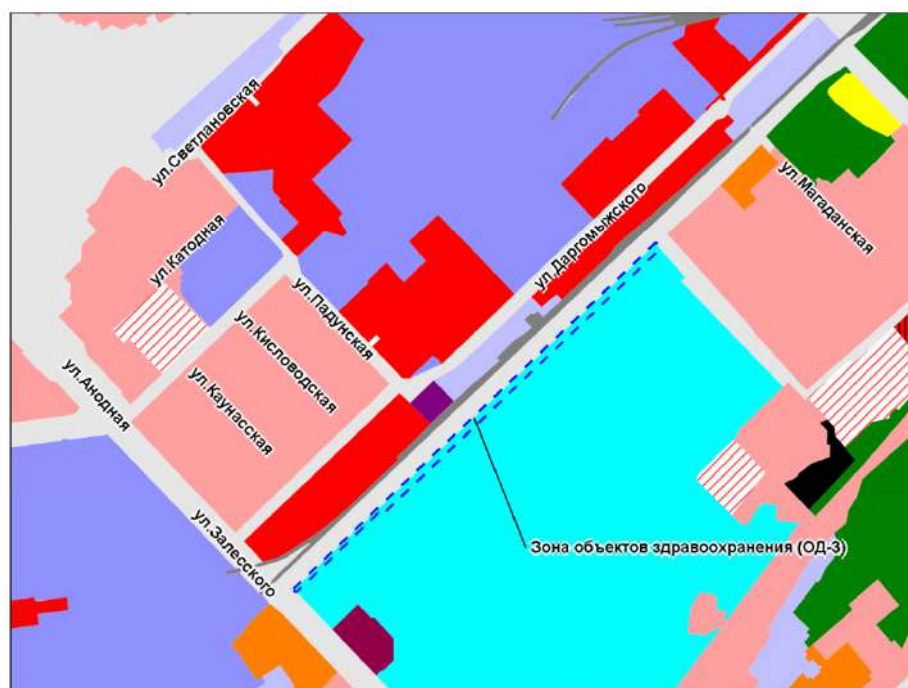 ул.Светлановская
ул.Катодная
ул.Магаданская
ул.Даргомыжского
ул.Падунская
ул.Кисловодская
ул.Каунасская
ул.Анодная
ул.Залесского
Зона объектов здравоохранения (ОД-3)